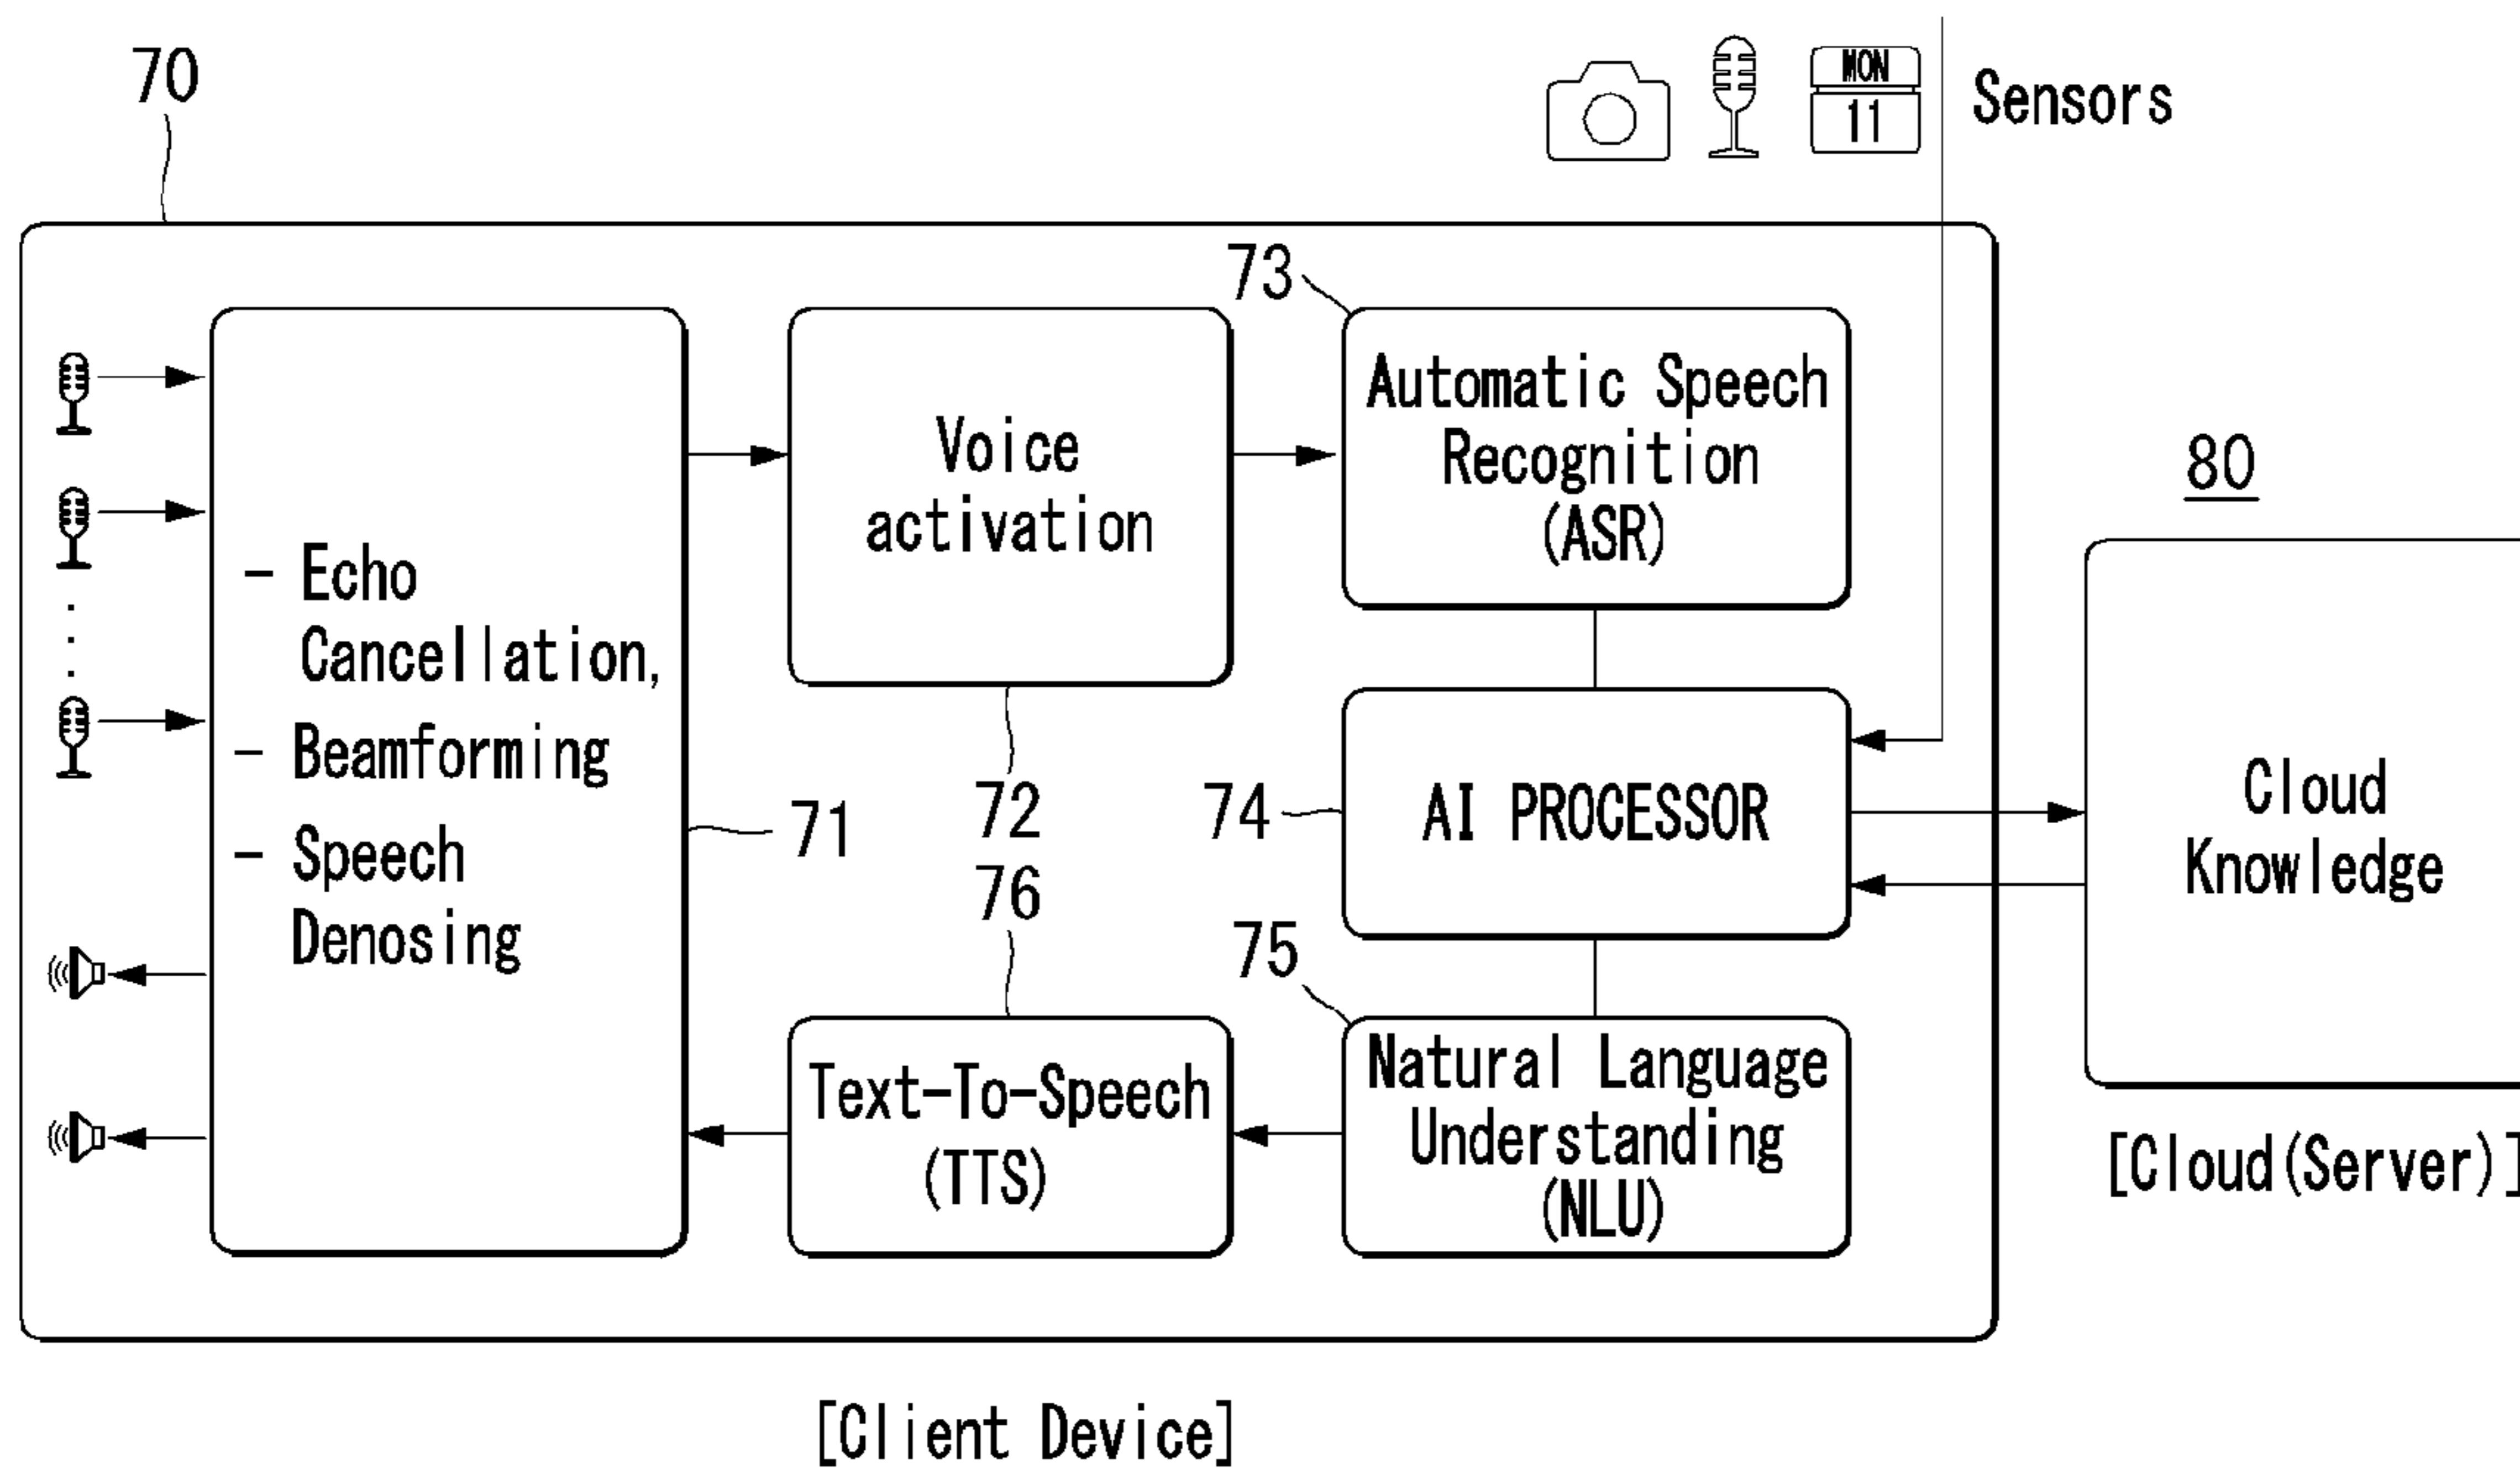 70
MON
11
Sensors
73
Automatic Speech
Recognition
(ASR)
Voice
activation
72
- Echo
Cancellation,
- Beamforming
- Speech
Denosing
71
74
AI PROCESSOR
80
Cloud
Knowledge
[Cloud(Server)]
76
Text-To-Speech
(TTS)
75
Natural Language
Understanding
(NLU)
[Client Device]